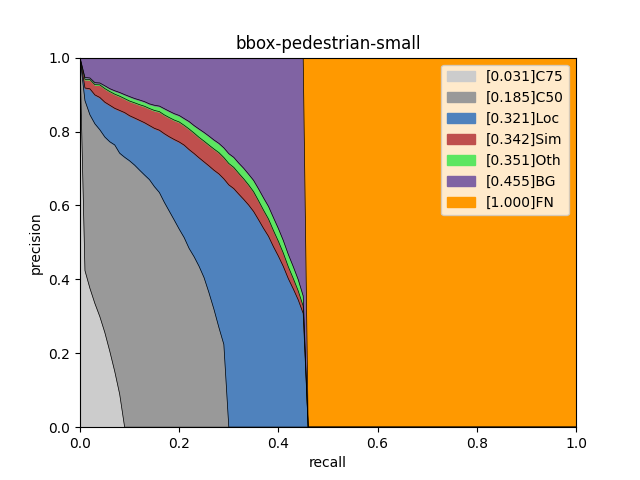 bbox-pedestrian-small
1.0
0.8
0.6
0.4
0.2
0.0
precision
0.0 0.2 0.4 0.6 0.8 1.0
recall
[0.031]C75
[0.185]C50
[0.321]Loc
[0.342]Sim
[0.351]Oth
[0.455]BG
[1.000]FN